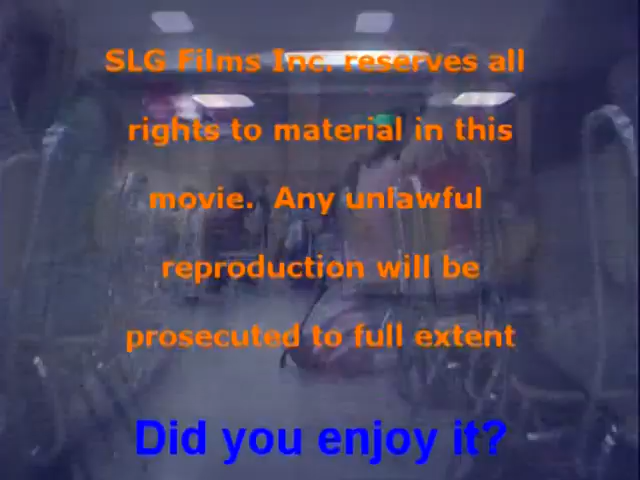 SLG Films Inc. reserves all
rights to material in this
movie.  Any unlawful
reproduction will be
prosecuted to full extent
Did you enjoy it?